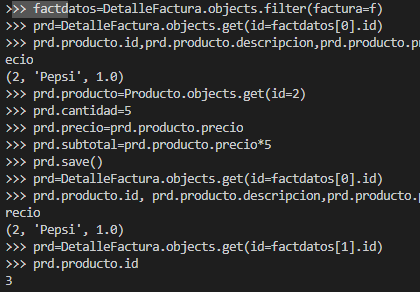 >>> factdatos=DetalleFactura.objects.filter(factura=f)
>>> prd=DetalleFactura.objects.get(id=factdatos[0].id)
>>> prd.producto.id,prd.producto.descripcion,prd.producto.pr
ecio
(2, 'Pepsi', 1.0)
>>> prd.producto=Producto.objects.get(id=2)
>>> prd.cantidad=5
>>> prd.precio=prd.producto.precio
>>> prd.subtotal=prd.producto.precio*5
>>> prd.save()
>>> prd=DetalleFactura.objects.get(id=factdatos[0].id)
>>> prd.producto.id, prd.producto.descripcion,prd.producto.p
recio
(2, 'Pepsi', 1.0)
>>> prd=DetalleFactura.objects.get(id=factdatos[1].id)
>>> prd.producto.id
3